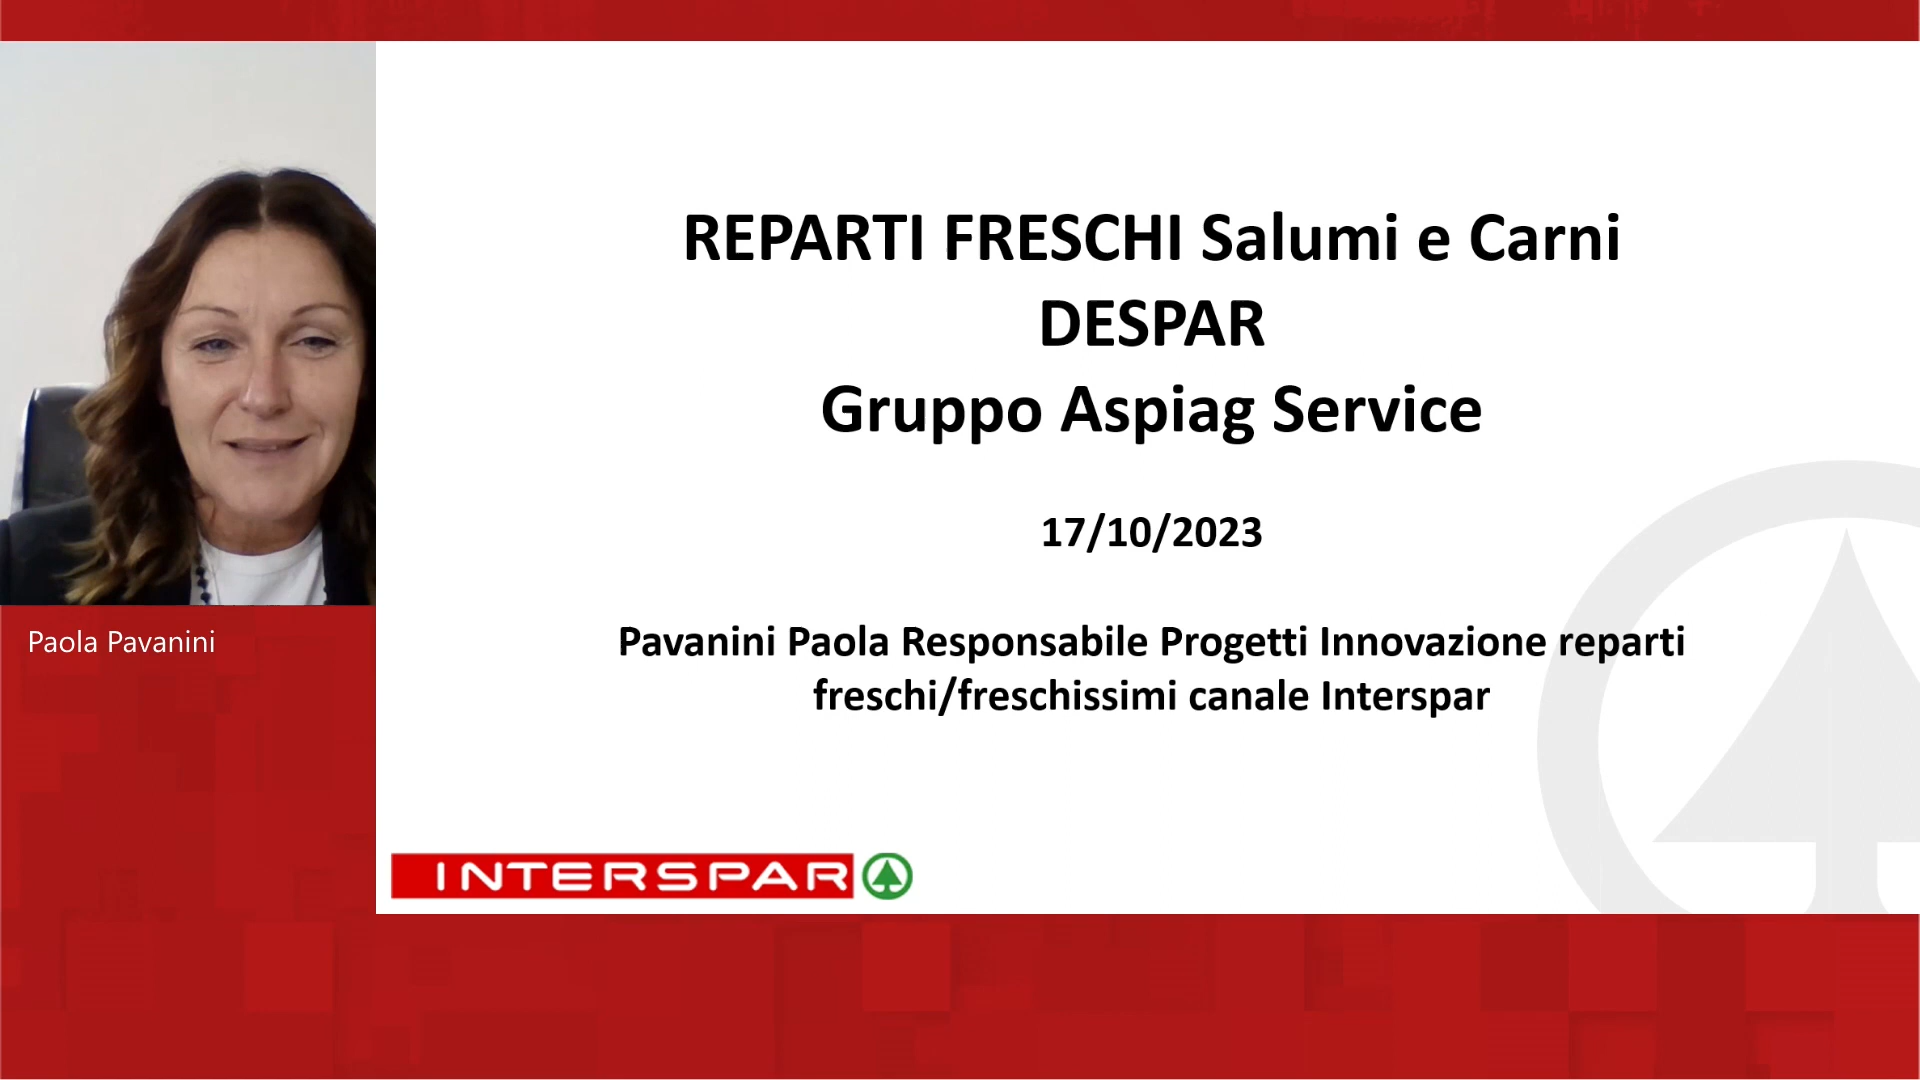 REPARTI FRESCHI Salumi e Carni
DESPAR
Gruppo Aspiag Service
17/10/2023
Paola Pavanini
Pavanini Paola Responsabile Progetti Innovazione reparti
freschi/freschissimi canale Interspar
INTERSPAR